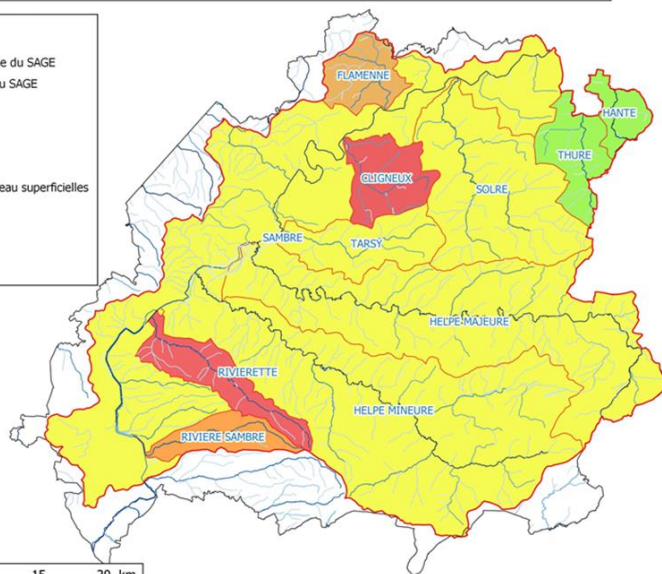 e du SAGE
u SAGE
eau superficielles
FLAMENNE
HANTE
THURE
CLIGNEUX
SOLRE
SAMBRE
TARSY
HELPE MAJEURE
RIVIERETTE
HELPE MINEURE
RIVIERE SAMBRE
15 20 km